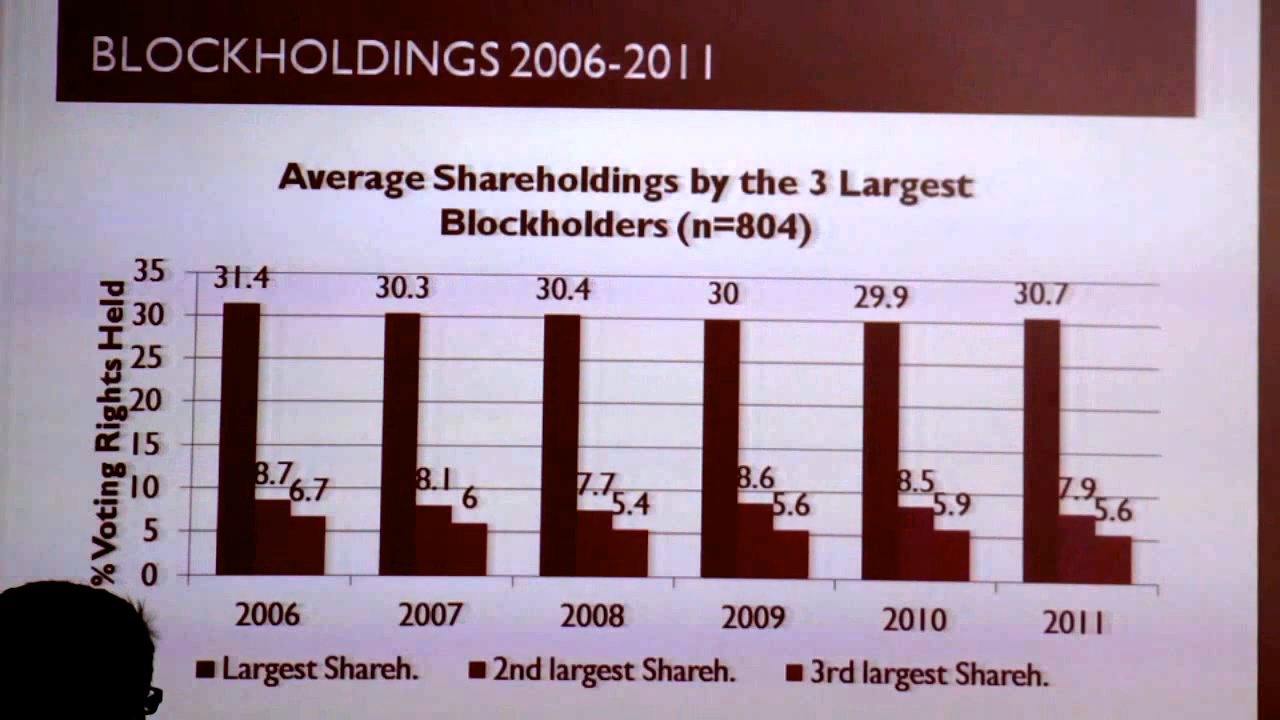 BLOCKHOLDINGS 2006-2011
Average Shareholdings by the 3 Largest
Blockholders (n=804)
% Voting Rights Held
35
30
25
20
15
10
5
0
31.4 8.7 6.7
30.3 8.1 6
30.4 7.7 5.4
30 8.6 5.6
29.9 8.5 5.9
30.7 7.9 5.6
2006 2007 2008 2009 2010 2011
Largest Shareh. 2nd largest Shareh. 3rd largest Shareh.